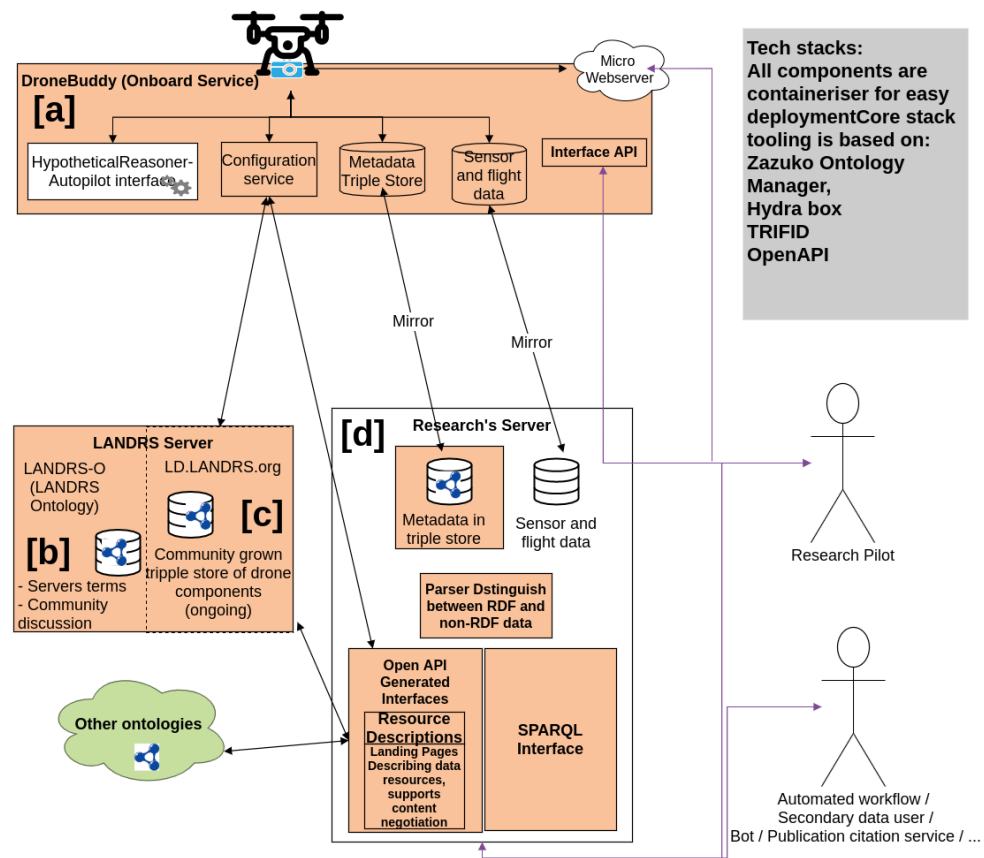 DroneBuddy (Onboard Service)
[a]
Micro
Webserver
HypotheticalReasoner-
Autopilot interface
Configuration
service
Metadata
Triple Store
Sensor
and flight
data
Interface API
Tech stacks:
All components are
containeriser for easy
deploymentCore stack
tooling is based on:
Zazuko Ontology
Manager,
Hydra box
TRIFID
OpenAPI
Mirror
Mirror
LANDRS Server
LANDRS-O
(LANDRS
Ontology)
[b]
- Servers terms
- Community
discussion
LD.LANDRS.org
[c]
Community grown
tripple store of drone
components
(ongoing)
[d]
Research's Server
Metadata in
triple store
Sensor and
flight data
Parser Dstinguish
between RDF and
non-RDF data
Open API
Generated
Interfaces
Resource
Descriptions
Landing Pages
Describing data
resources,
supports
content
negotiation
SPARQL
Interface
Other ontologies
Research Pilot
Automated workflow /
Secondary data user /
Bot / Publication citation service / ...